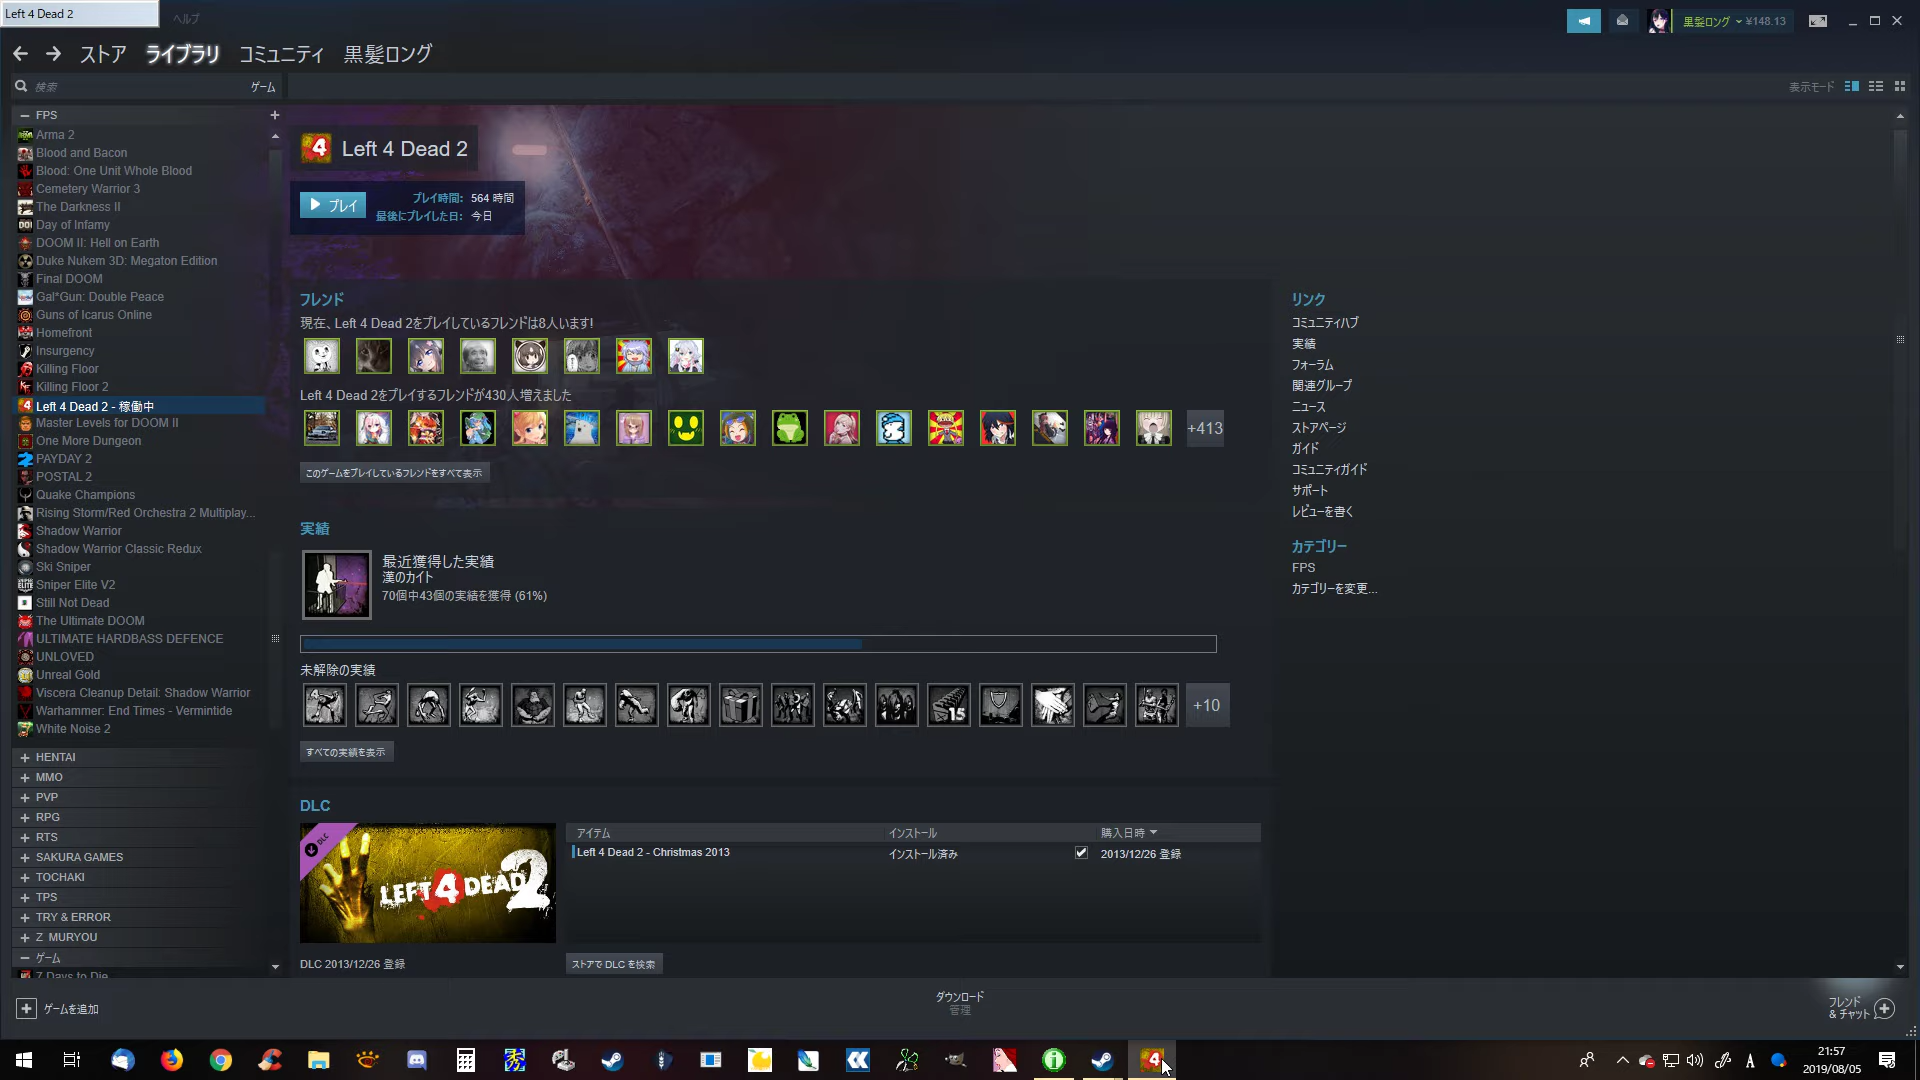 Left 4 Dead 2
ヘルプ
黒髪ロング
¥148.13
ストア ライブラリ コミュニティ 黒髪ロング
検索
ゲーム
表示モード
FPS
Arma 2
Blood and Bacon
Blood: One Unit Whole Blood
Cemetery Warrior 3
The Darkness II
Day of Infamy
DOOM II: Hell on Earth
Duke Nukem 3D: Megaton Edition
Final DOOM
Gal*Gun: Double Peace
Guns of Icarus Online
Homefront
Insurgency
Killing Floor
Killing Floor 2
Left 4 Dead 2 - 稼働中
Master Levels for DOOM II
One More Dungeon
PAYDAY 2
POSTAL 2
Quake Champions
Rising Storm/Red Orchestra 2 Multiplay...
Shadow Warrior
Shadow Warrior Classic Redux
Ski Sniper
Sniper Elite V2
Still Not Dead
The Ultimate DOOM
ULTIMATE HARDBASS DEFENCE
UNLOVED
Unreal Gold
Viscera Cleanup Detail: Shadow Warrior
Warhammer: End Times - Vermintide
White Noise 2
HENTAI
MMO
PVP
RPG
RTS
SAKURA GAMES
TOCHAKI
TPS
TRY & ERROR
Z MURYOU
ゲーム
7 Days to Die
Left 4 Dead 2
プレイ
プレイ時間: 564 時間
最後にプレイした日: 今日
フレンド
現在、Left 4 Dead 2をプレイしているフレンドは8人います!
Left 4 Dead 2をプレイするフレンドが430人増えました
+413
このゲームをプレイしているフレンドをすべて表示
実績
最近獲得した実績
漢のカイト
70個中43個の実績を獲得 (61%)
未解除の実績
15
+10
すべての実績を表示
DLC
DLC
LEFT 4 DEAD 2
アイテム インストール 購入日時
Left 4 Dead 2 - Christmas 2013 インストール済み 2013/12/26 登録
DLC 2013/12/26 登録
ストアで DLC を検索
リンク
コミュニティハブ
実績
フォーラム
関連グループ
ニュース
ストアページ
ガイド
コミュニティガイド
サポート
レビューを書く
カテゴリー
FPS
カテゴリーを変更...
ゲームを追加
ダウンロード
管理
フレンド
& チャット
A
21:57
2019/08/05